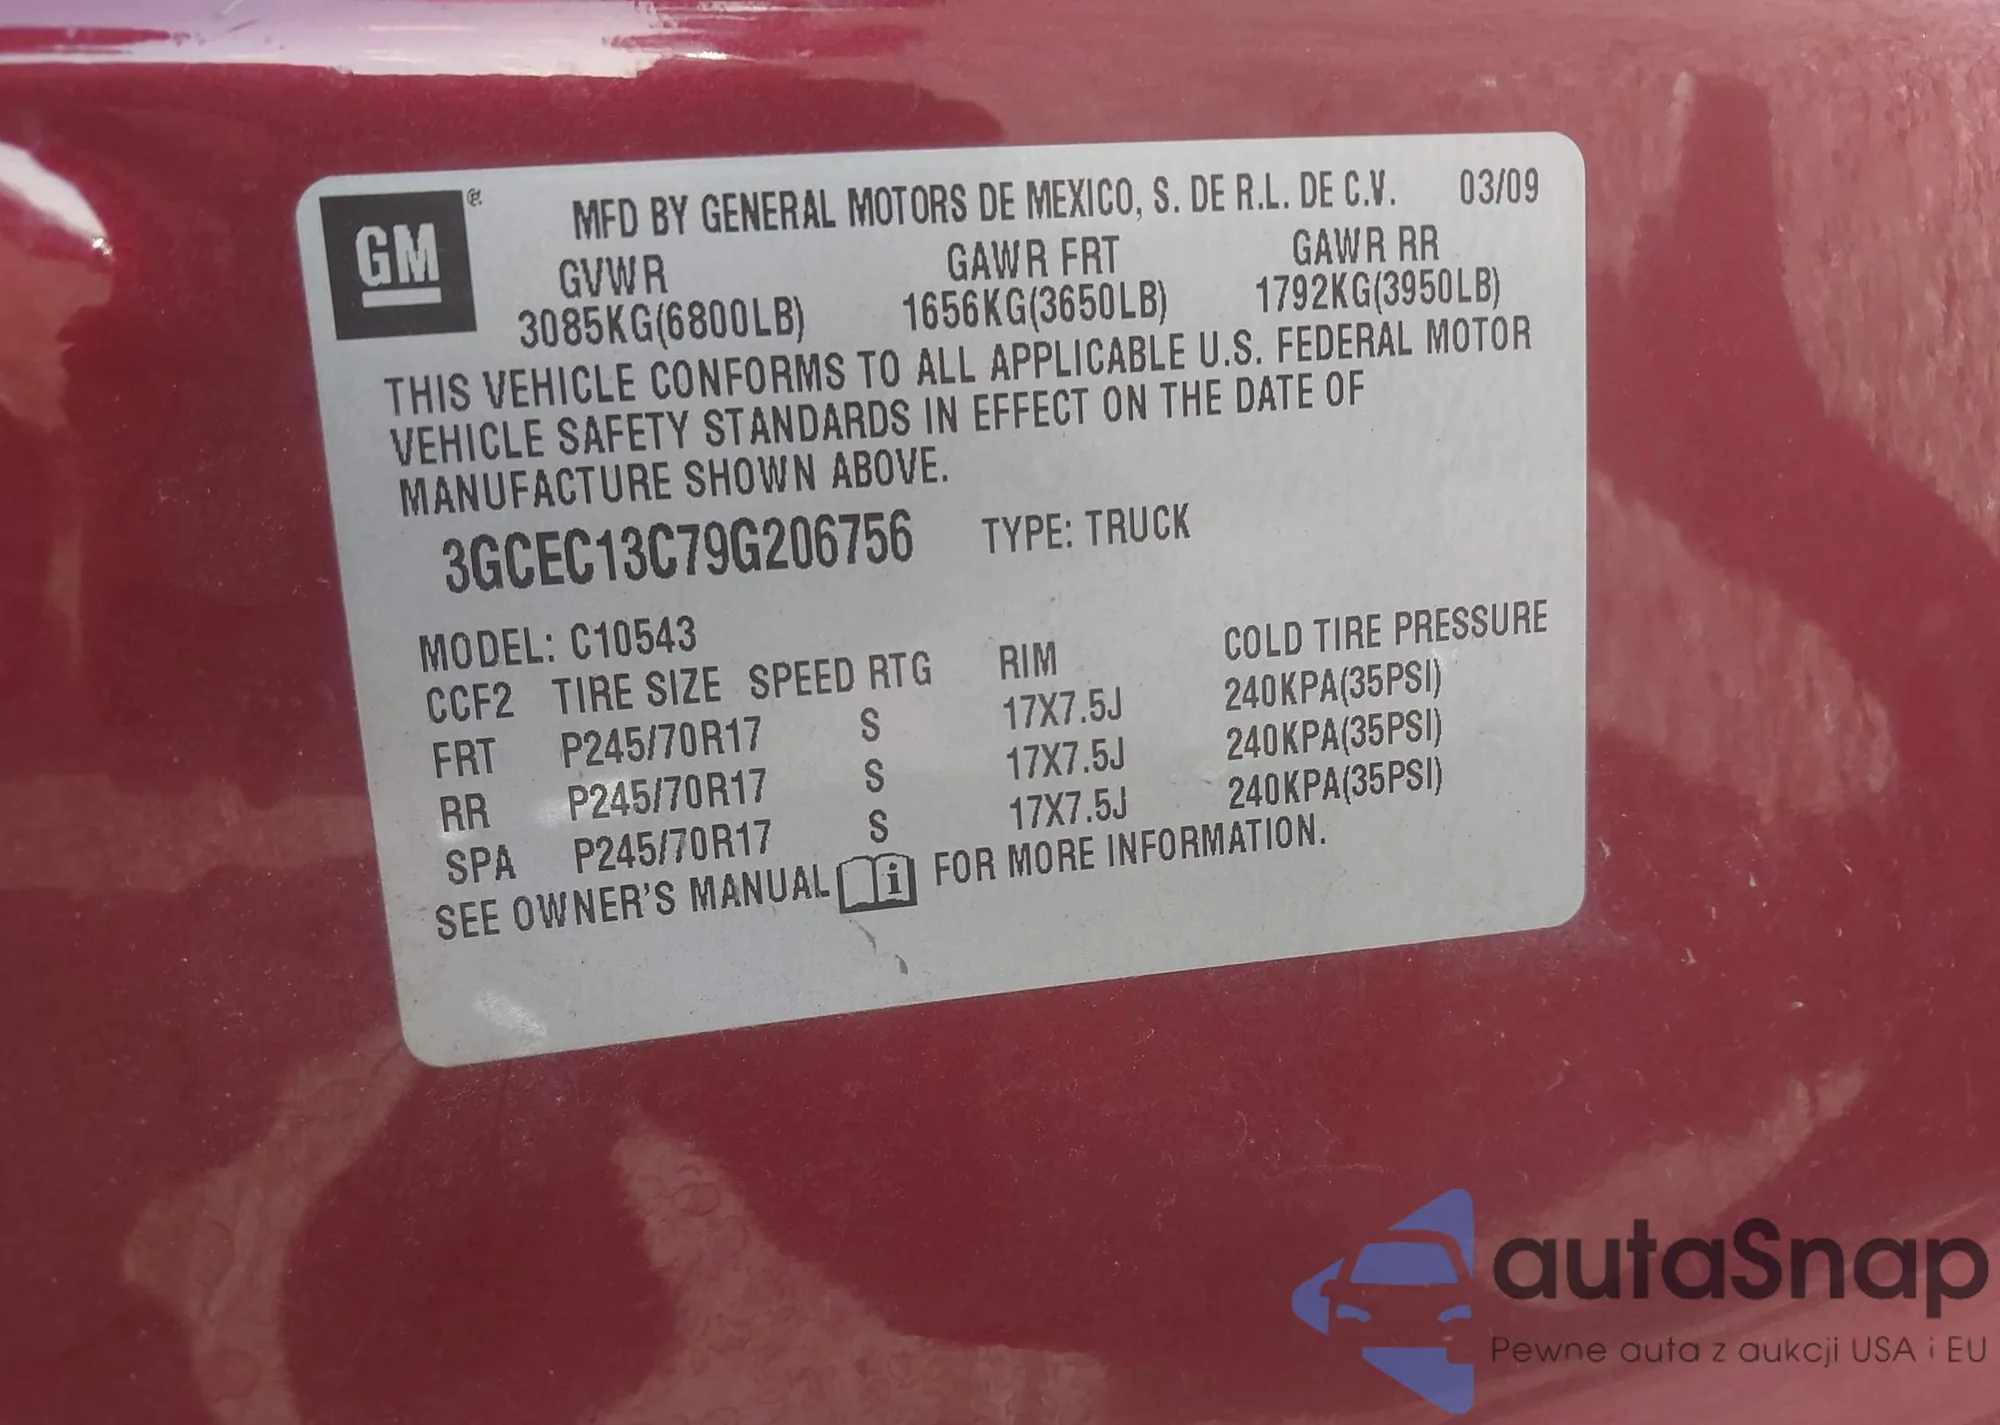 GM ®
MFD BY GENERAL MOTORS DE MEXICO, S. DE R.L. DE C.V. 03/09
GVWR GAWR FRT GAWR RR
3085KG(6800LB) 1656KG(3650LB) 1792KG(3950LB)
THIS VEHICLE CONFORMS TO ALL APPLICABLE U.S. FEDERAL MOTOR
VEHICLE SAFETY STANDARDS IN EFFECT ON THE DATE OF
MANUFACTURE SHOWN ABOVE.
3GCEC13C79G206756 TYPE: TRUCK
MODEL: C10543
CCF2 TIRE SIZE SPEED RTG RIM COLD TIRE PRESSURE
FRT P245/70R17 S 17X7.5J 240KPA(35PSI)
RR P245/70R17 S 17X7.5J 240KPA(35PSI)
SPA P245/70R17 S 17X7.5J 240KPA(35PSI)
SEE OWNER'S MANUAL i FOR MORE INFORMATION.
autaSnap
Pewne auta z aukcji USA i EU